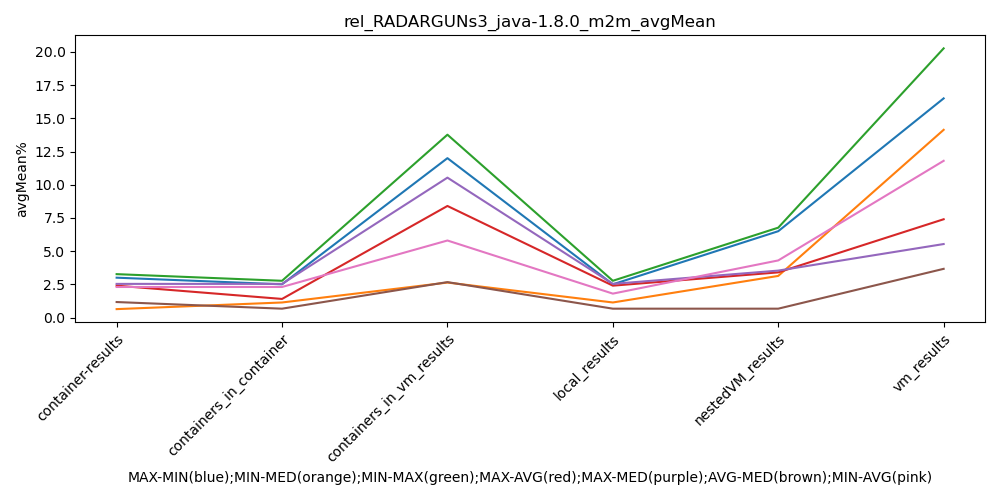 rel_RADARGUNs3_java-1.8.0_m2m_avgMean
avgMean%
20.0
17.5
15.0
12.5
10.0
7.5
5.0
2.5
0.0
container-results
containers_in_container
containers_in_vm_results
local_results
nestedVM_results
vm_results
MAX-MIN(blue);MIN-MED(orange);MIN-MAX(green);MAX-AVG(red);MAX-MED(purple);AVG-MED(brown);MIN-AVG(pink)